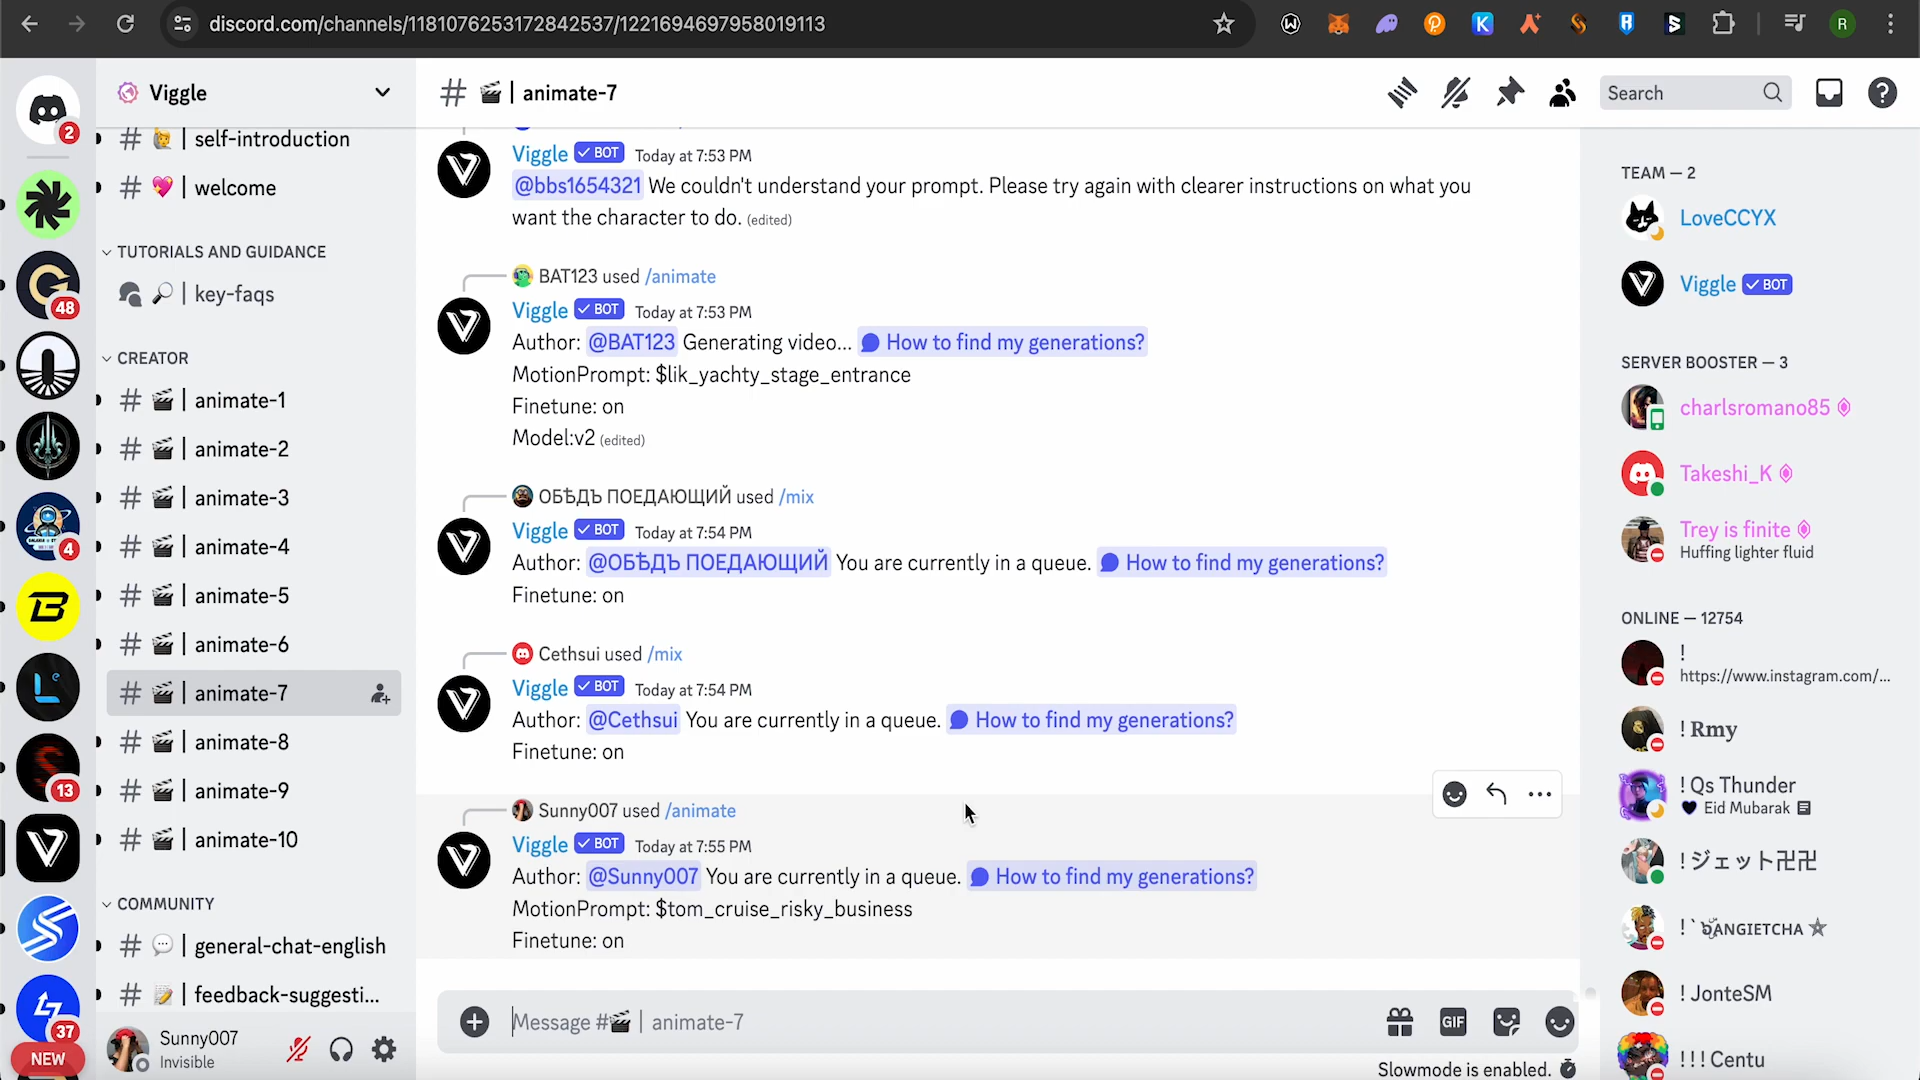 discord.com/channels/1181076253172842537/1221694697958019113
R
2
48
4
13
37
NEW
Viggle
self-introduction
welcome
TUTORIALS AND GUIDANCE
key-faqs
CREATOR
animate-1
animate-2
animate-3
animate-4
animate-5
animate-6
animate-7
animate-8
animate-9
animate-10
COMMUNITY
general-chat-english
feedback-suggesti...
Sunny007
Invisible
# | animate-7
Search
Viggle BOT Today at 7:53 PM
@bbs1654321 We couldn't understand your prompt. Please try again with clearer instructions on what you
want the character to do. (edited)
BAT123 used /animate
Viggle BOT Today at 7:53 PM
Author: @BAT123 Generating video... How to find my generations?
MotionPrompt: $lik_yachty_stage_entrance
Finetune: on
Model:v2 (edited)
ОБѢДЪ ПОЕДАЮЩИЙ used /mix
Viggle BOT Today at 7:54 PM
Author: @ОБѢДЪ ПОЕДАЮЩИЙ You are currently in a queue. How to find my generations?
Finetune: on
Cethsui used /mix
Viggle BOT Today at 7:54 PM
Author: @Cethsui You are currently in a queue. How to find my generations?
Finetune: on
Sunny007 used /animate
Viggle BOT Today at 7:55 PM
Author: @Sunny007 You are currently in a queue. How to find my generations?
MotionPrompt: $tom_cruise_risky_business
Finetune: on
Message # | animate-7
GIF
Slowmode is enabled.
TEAM — 2
LoveCCYX
Viggle BOT
SERVER BOOSTER — 3
charlsromano85
Takeshi_K
Trey is finite
Huffing lighter fluid
ONLINE — 12754
!
https://www.instagram.com/...
! Rmy
! Qs Thunder
Eid Mubarak
! ジェット卍卍
! JonteSM
! ! ! Centu